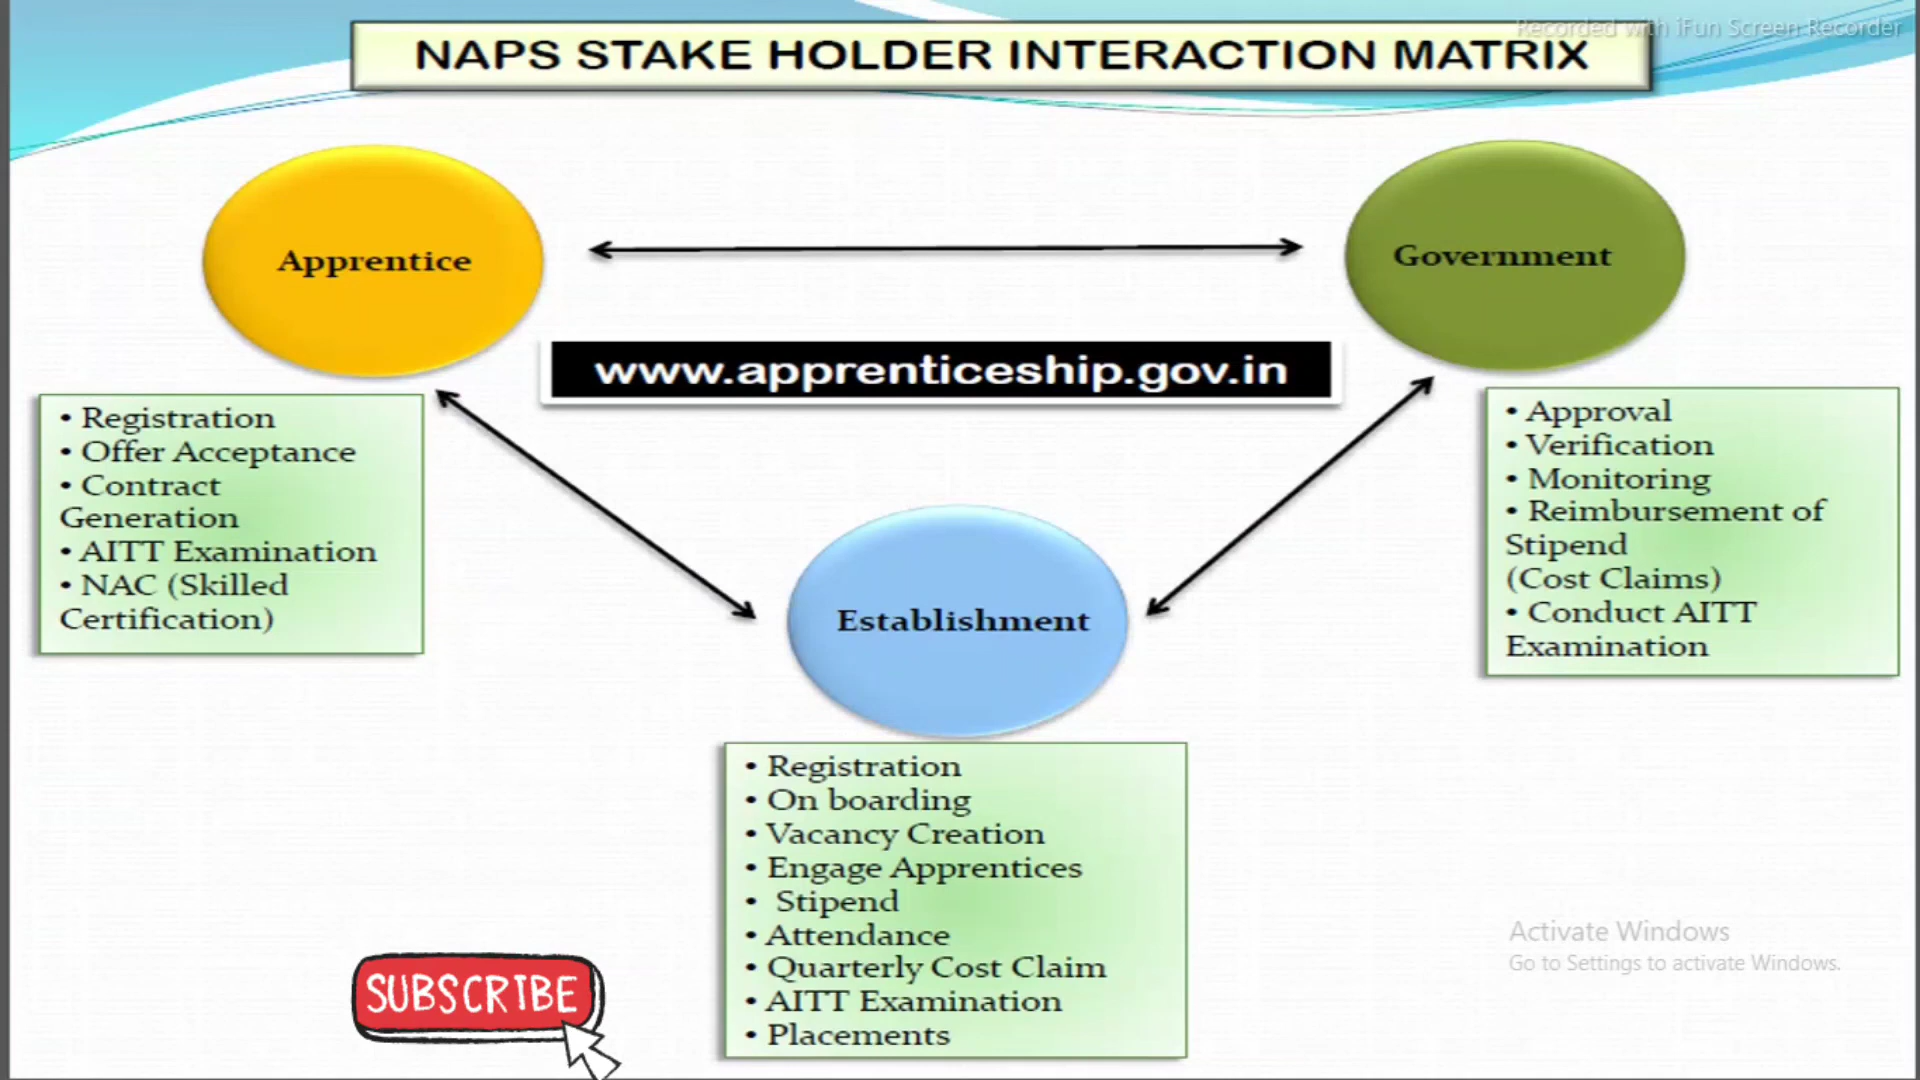 Recorded with iFun Screen Recorder
NAPS STAKE HOLDER INTERACTION MATRIX
Apprentice
Government
www.apprenticeship.gov.in
• Registration
• Offer Acceptance
• Contract
Generation
• AITT Examination
• NAC (Skilled
Certification)
• Approval
• Verification
• Monitoring
• Reimbursement of
Stipend
(Cost Claims)
• Conduct AITT
Examination
Establishment
• Registration
• On boarding
• Vacancy Creation
• Engage Apprentices
• Stipend
• Attendance
• Quarterly Cost Claim
• AITT Examination
• Placements
SUBSCRIBE
Activate Windows
Go to Settings to activate Windows.